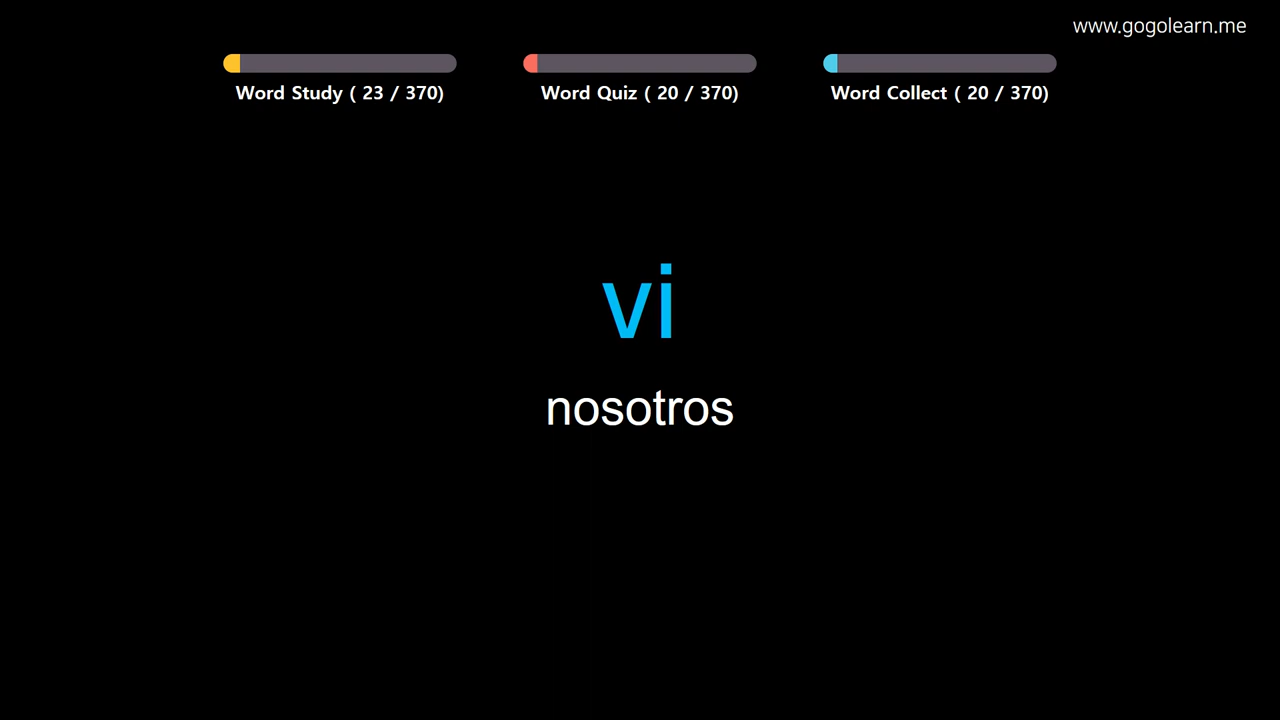 www.gogolearn.me
Word Study ( 23 / 370)
Word Quiz ( 20 / 370)
Word Collect ( 20 / 370)
vi
nosotros